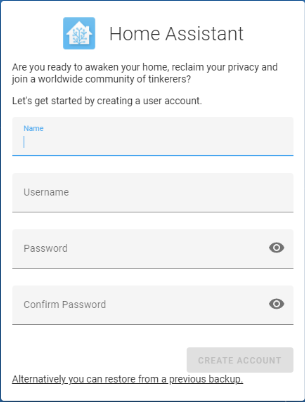 Home Assistant
Are you ready to awaken your home, reclaim your privacy and
join a worldwide community of tinkerers?
Let's get started by creating a user account.
Name
Username
Password
Confirm Password
CREATE ACCOUNT
Alternatively you can restore from a previous backup.